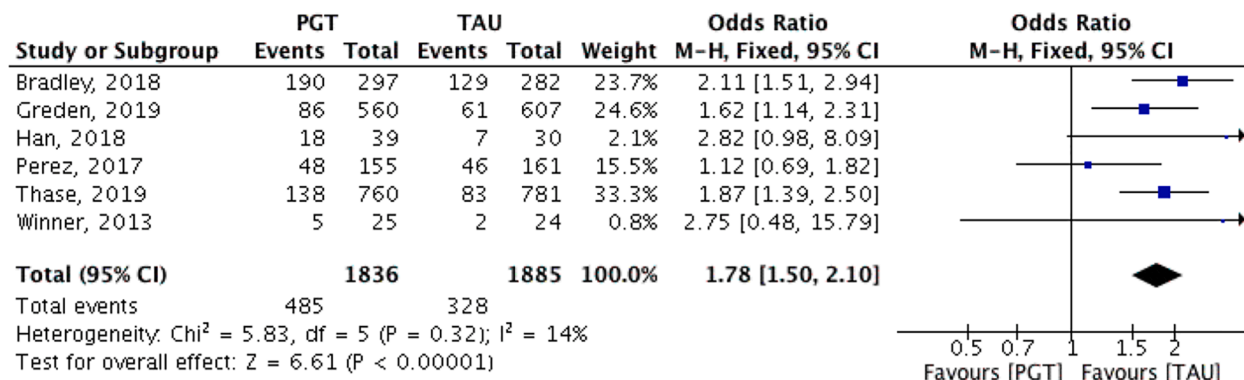 PGT TAU Odds Ratio Odds Ratio
Study or Subgroup Events Total Events Total Weight M-H, Fixed, 95% CI M-H, Fixed, 95% CI
Bradley, 2018 190 297 129 282 23.7% 2.11 [1.51, 2.94]
Greden, 2019 86 560 61 607 24.6% 1.62 [1.14, 2.31]
Han, 2018 18 39 7 30 2.1% 2.82 [0.98, 8.09]
Perez, 2017 48 155 46 161 15.5% 1.12 [0.69, 1.82]
Thase, 2019 138 760 83 781 33.3% 1.87 [1.39, 2.50]
Winner, 2013 5 25 2 24 0.8% 2.75 [0.48, 15.79]
Total (95% CI) 1836 1885 100.0% 1.78 [1.50, 2.10]
Total events 485 328
Heterogeneity: Chi² = 5.83, df = 5 (P = 0.32); I² = 14%
Test for overall effect: Z = 6.61 (P < 0.00001)
0.5 0.7 1 1.5 2
Favours [PGT] Favours [TAU]